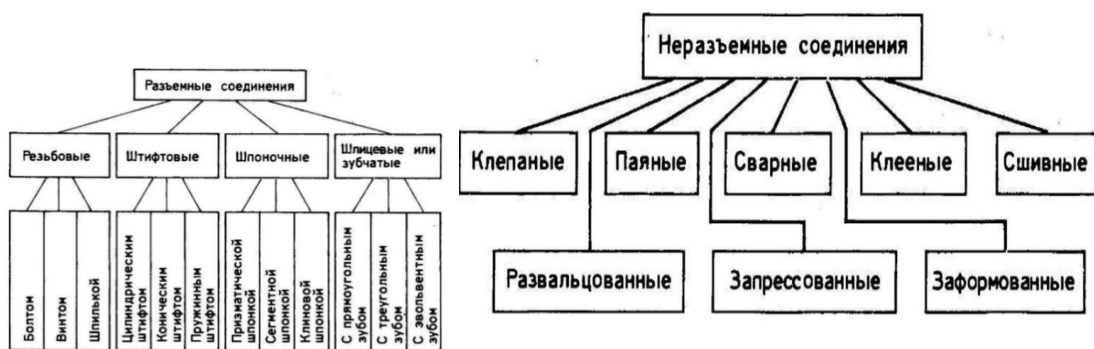 Разъемные соединения
Резьбовые
Штифтовые
Шпоночные
Шлицевые или
зубчатые
Болтом
Винтом
Шпилькой
Цилиндрическим
штифтом
Коническим
штифтом
Пружинным
штифтом
Призматической
шпонкой
Сегментной
шпонкой
Клиновой
шпонкой
С прямоугольным
зубом
С треугольным
зубом
С эвольвентным
зубом
Неразъемные соединения
Клепаные
Паяные
Сварные
Клееные
Сшивные
Развальцованные
Запрессованные
Заформованные